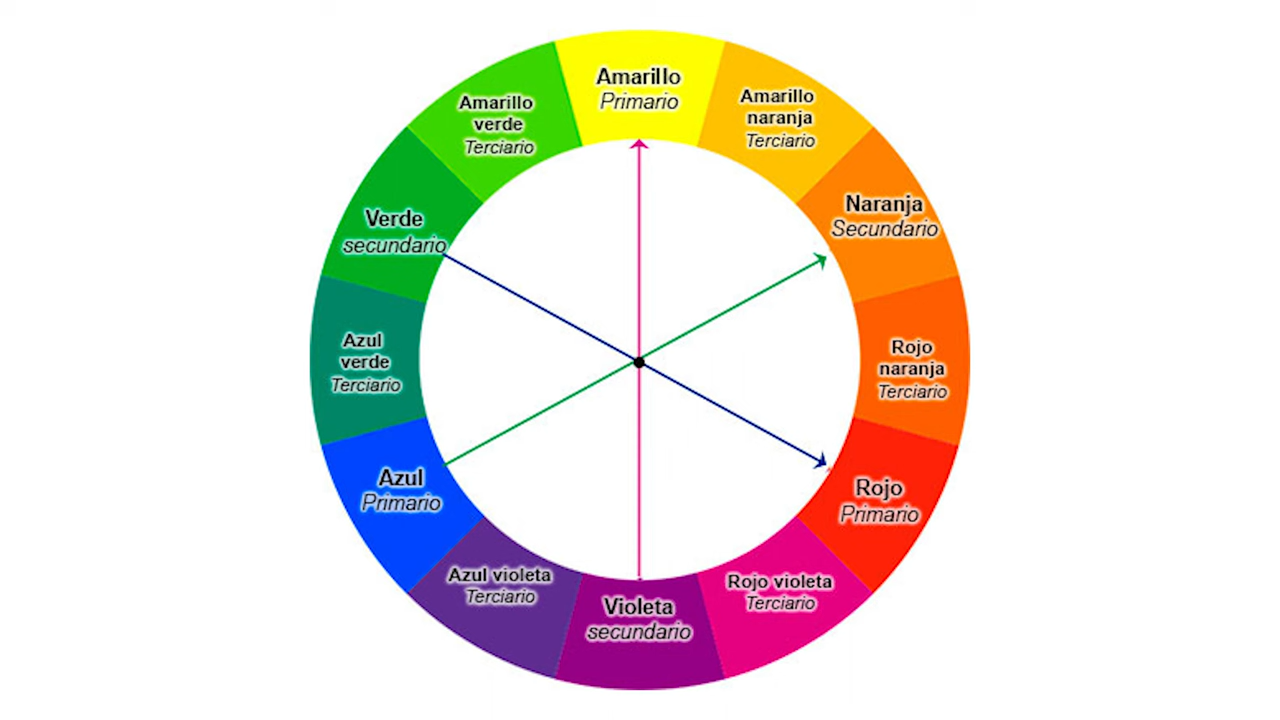 Amarillo
Primario
Amarillo
naranja
Terciario
Naranja
Secundario
Rojo
naranja
Terciario
Rojo
Primario
Rojo violeta
Terciario
Violeta
secundario
Azul violeta
Terciario
Azul
Primario
Azul
verde
Terciario
Verde
secundario
Amarillo
verde
Terciario